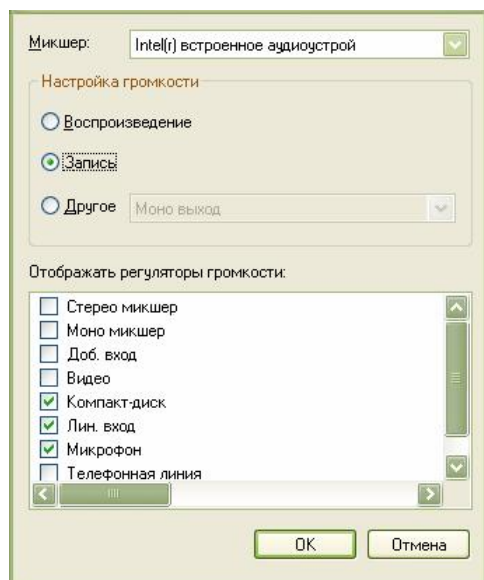 Микшер: Intel(r) встроенное аудиоустрой
Настройка громкости
Воспроизведение
Запись
Другое Моно выход
Отображать регуляторы громкости:
Стерео микшер
Моно микшер
Доб. вход
Видео
Компакт-диск
Лин. вход
Микрофон
Телефонная линия
OK Отмена